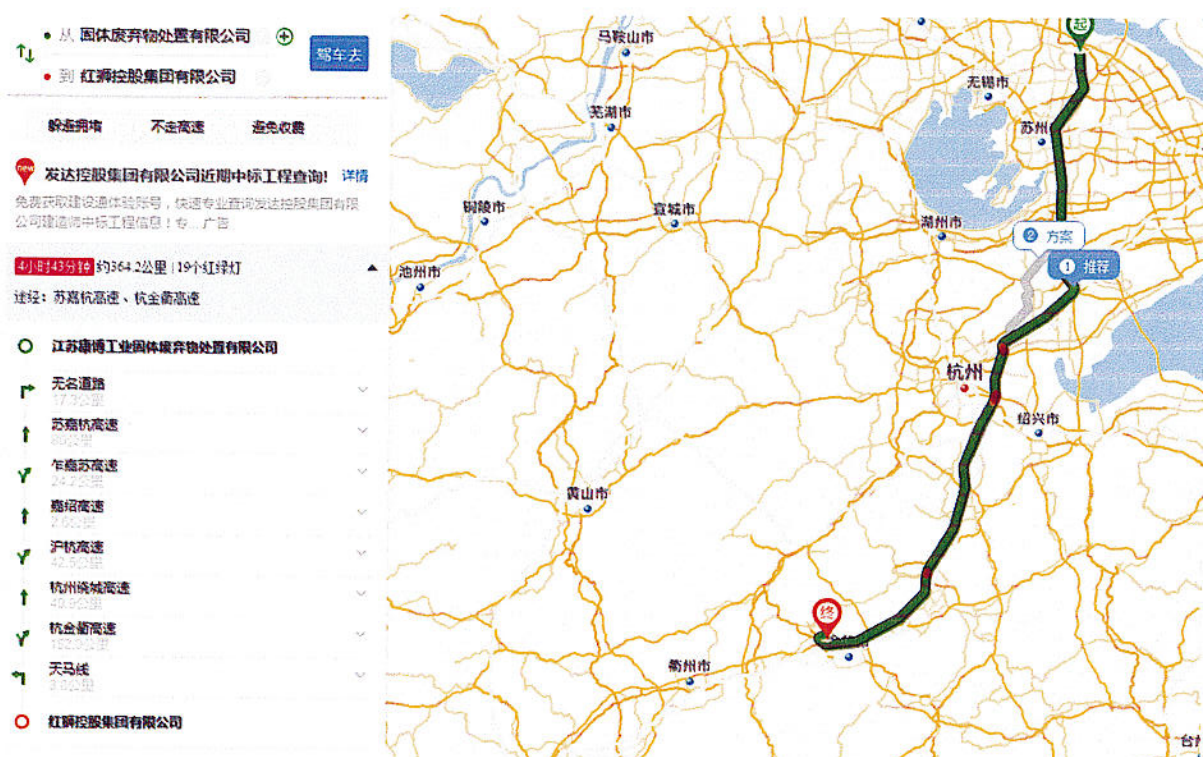 从 固体废弃物处置有限公司
到 红狮控股集团有限公司
驾车去
躲避拥堵 不走高速 避免收费
new
发达控股集团有限公司近期中标工程查询! 详情
免费获取建设通体验账号,快速专业查询发达控股集团有限
公司建造师中标工程信息!专...广告
4小时43分钟 约364.2公里 | 19个红绿灯
途经:苏嘉杭高速、杭金衢高速
江苏康博工业固体废弃物处置有限公司
无名道路
17.3公里
苏嘉杭高速
乍嘉苏高速
24.2公里
嘉绍高速
沪杭高速
42.5公里
杭州绕城高速
杭金衢高速
天马线
红狮控股集团有限公司
起
马鞍山市
无锡市
芜湖市
苏州
铜陵市
宣城市
湖州市
2 方案
1 推荐
池州市
杭州
绍兴市
黄山市
终
衢州市
台